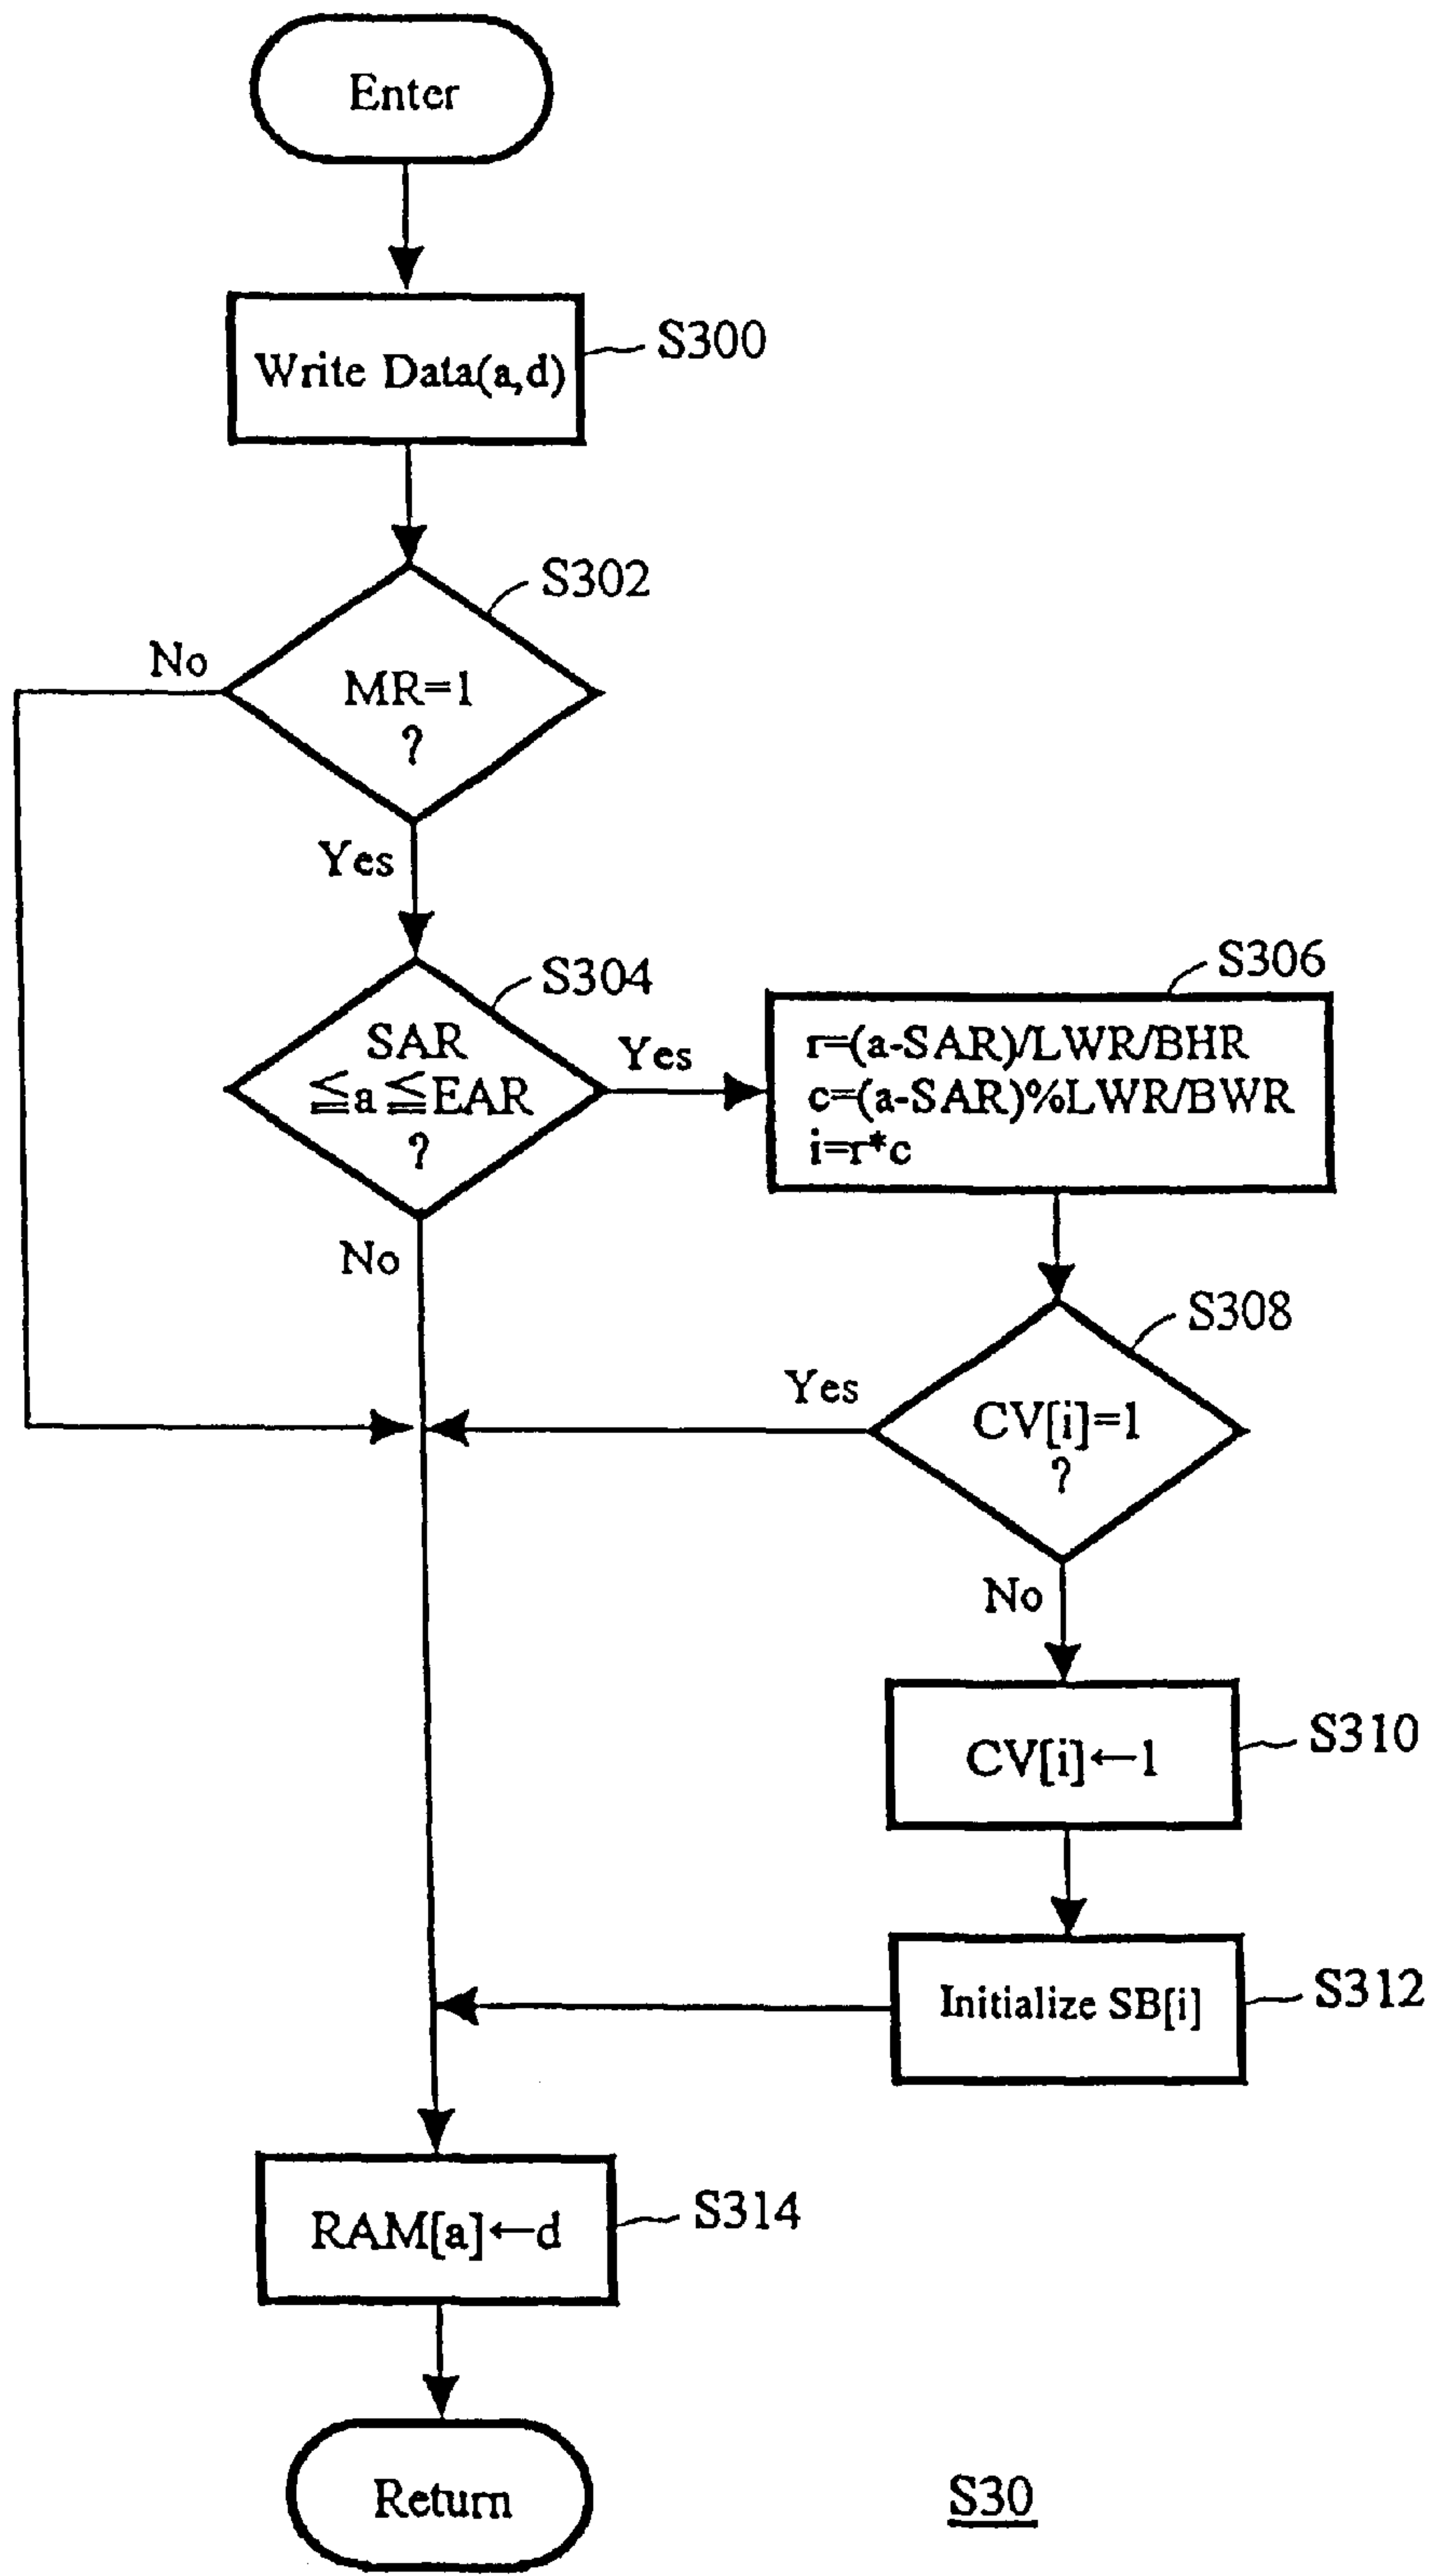 Enter
Write Data(a,d)
S300
S302
No
MR=1
?
Yes
S304
SAR
≦a≦EAR
?
Yes
No
S306
r=(a-SAR)/LWR/BHR
c=(a-SAR)%LWR/BWR
i=r*c
S308
Yes
CV[i]=1
?
No
CV[i]←1
S310
Initialize SB[i]
S312
RAM[a]←d
S314
Return
S30